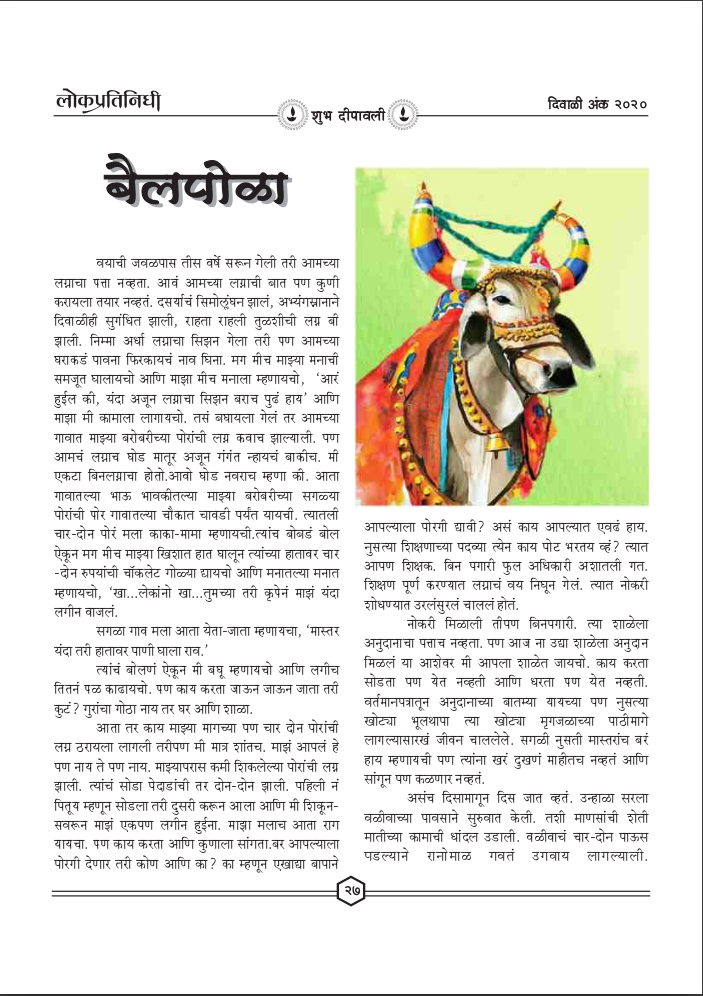 लोकप्रतिनिधी
शुभ दीपावली
दिवाळी अंक २०२०
बैलपोळा
वयाची जवळपास तीस वर्षे सरून गेली तरी आमच्या
लग्नाचा पत्ता नव्हता. आवं आमच्या लग्नाची बात पण कुणी
करायला तयार नव्हतं. दसर्याचं सिमोलृंघन झालं, अभ्यंगस्नानाने
दिवाळीही सुगंधित झाली, राहता राहली तुळशीची लग्न बी
झाली. निम्मा अर्धा लग्नाचा सिझन गेला तरी पण आमच्या
घराकडं पावना फिरकायचं नाव घिना. मग मीच माझ्या मनाची
समजूत घालायचो आणि माझा मीच मनाला म्हणायचो, 'आरं
हुईल की, यंदा अजून लग्नाचा सिझन बराच पुढं हाय' आणि
माझा मी कामाला लागायचो. तसं बघायला गेलं तर आमच्या
गावात माझ्या बरोबरीच्या पोरांची लग्न कवाच झाल्याली. पण
आमचं लग्नाच घोड मातूर अजून गंगंत न्हायचं बाकीच. मी
एकटा बिनलग्नाचा होतो.आवो घोड नवराच म्हणा की. आता
गावातल्या भाऊ भावकीतल्या माझ्या बरोबरीच्या सगळ्या
पोरांची पोर गावातल्या चौकात चावडी पर्यंत यायची. त्यातली
चार-दोन पोरं मला काका-मामा म्हणायची.त्यांच बोबडं बोल
ऐकून मग मीच माझ्या खिशात हात घालून त्यांच्या हातावर चार
-दोन रुपयांची चॉकलेट गोळ्या द्यायचो आणि मनातल्या मनात
म्हणायचो, 'खा...लेकांनो खा...तुमच्या तरी कृपेनं माझं यंदा
लगीन वाजलं.
सगळा गाव मला आता येता-जाता म्हणायचा, 'मास्तर
यंदा तरी हातावर पाणी घाला राव.'
त्यांचं बोलणं ऐकून मी बघू म्हणायचो आणि लगीच
तितनं पळ काढायचो. पण काय करता जाऊन जाऊन जाता तरी
कुटं? गुरांचा गोठा नाय तर घर आणि शाळा.
आता तर काय माझ्या मागच्या पण चार दोन पोरांची
लग्न ठरायला लागली तरीपण मी मात्र शांतच. माझं आपलं हे
पण नाय ते पण नाय. माझ्यापरास कमी शिकलेल्या पोरांची लग्न
झाली. त्यांचं सोडा पेदाडांची तर दोन-दोन झाली. पहिली नं
पितूय म्हणून सोडला तरी दुसरी करून आला आणि मी शिकून-
सवरून माझं एकपण लगीन हुईना. माझा मलाच आता राग
यायचा. पण काय करता आणि कुणाला सांगता.बर आपल्याला
पोरगी देणार तरी कोण आणि का? का म्हणून एखाद्या बापाने
आपल्याला पोरगी द्यावी? असं काय आपल्यात एवढं हाय.
नुसत्या शिक्षणाच्या पदव्या त्येन काय पोट भरतय व्हं? त्यात
आपण शिक्षक. बिन पगारी फुल अधिकारी अशातली गत.
शिक्षण पूर्ण करण्यात लग्नाचं वय निघून गेलं. त्यात नोकरी
शोधण्यात उरलंसुरलं चाललं होतं.
नोकरी मिळाली तीपण बिनपगारी. त्या शाळेला
अनुदानाचा पत्ताच नव्हता. पण आज ना उद्या शाळेला अनुदान
मिळलं या आशेवर मी आपला शाळेत जायचो. काय करता
सोडता पण येत नव्हती आणि धरता पण येत नव्हती.
वर्तमानपत्रातून अनुदानाच्या बातम्या यायच्या पण नुसत्या
खोट्या भूलथापा त्या खोट्या मृगजळाच्या पाठीमागे
लागल्यासारखं जीवन चाललेले. सगळी नुसती मास्तरांच बरं
हाय म्हणायची पण त्यांना खरं दुखणं माहीतच नव्हतं आणि
सांगून पण कळणार नव्हतं.
असंच दिसामागून दिस जात व्हतं. उन्हाळा सरला
वळीवाच्या पावसाने सुरुवात केली. तशी माणसांची शेती
मातीच्या कामाची धांदल उडाली. वळीवाचं चार-दोन पाऊस
पडल्याने रानोमाळ गवतं उगवाय लागल्याली.
२७